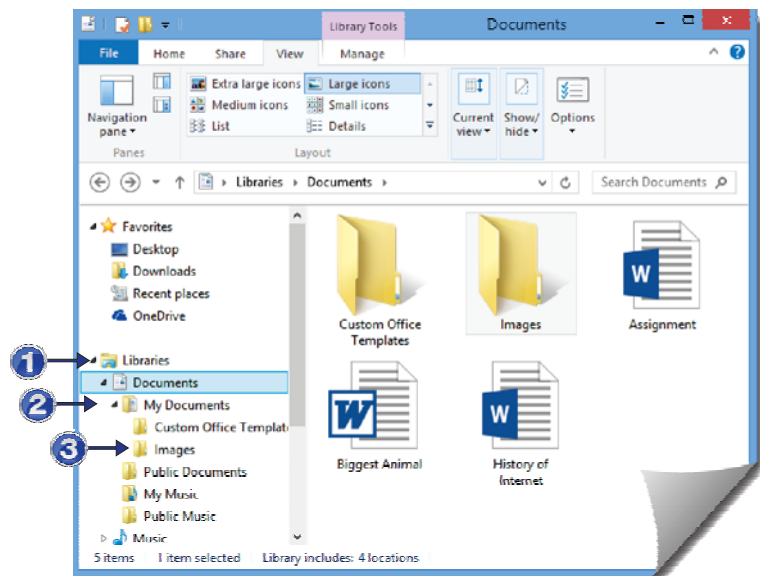 Library Tools
Documents
File Home Share View Manage
Navigation pane
Extra large icons Large icons
Medium icons Small icons
List Details
Current view
Show/ hide
Options
Panes
Layout
Libraries Documents
Search Documents
Favorites
Desktop
Downloads
Recent places
OneDrive
1
Libraries
Documents
2
My Documents
Custom Office Templat
3
Images
Public Documents
My Music
Public Music
Music
Custom Office
Templates
Images
W
Assignment
W
Biggest Animal
W
History of
Internet
5 items 1 item selected Library includes: 4 locations